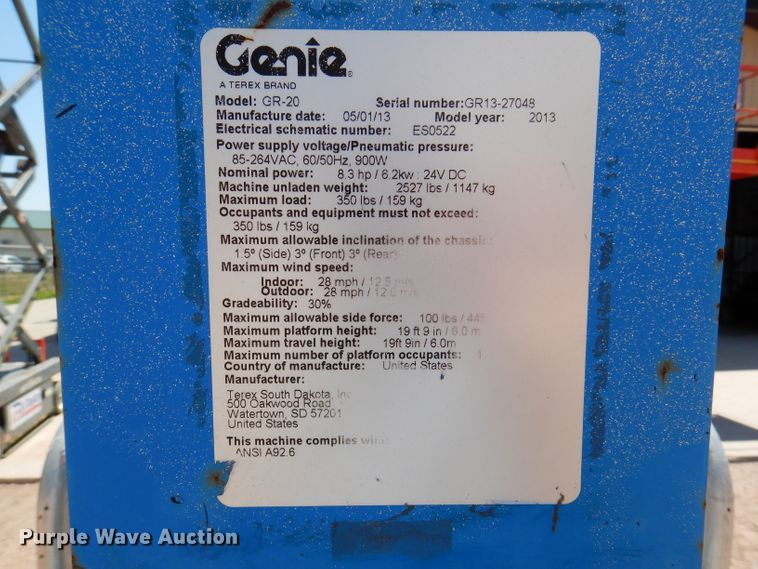 Genie
A TEREX BRAND
Model: GR-20 Serial number:GR13-27048
Manufacture date: 05/01/13 Model year: 2013
Electrical schematic number: ES0522
Power supply voltage/Pneumatic pressure:
85-264VAC, 60/50Hz, 900W
Nominal power: 8.3 hp / 6.2kw : 24V DC
Machine unladen weight: 2527 lbs / 1147 kg
Maximum load: 350 lbs / 159 kg
Occupants and equipment must not exceed:
350 lbs / 159 kg
Maximum allowable inclination of the chassis:
1.5º (Side) 3º (Front) 3º (Rear)
Maximum wind speed:
Indoor: 28 mph / 12.5 m/s
Outdoor: 28 mph / 12.5 m/s
Gradeability: 30%
Maximum allowable side force: 100 lbs / 445
Maximum platform height: 19 ft 9 in / 6.0 m
Maximum travel height: 19ft 9in / 6.0m
Maximum number of platform occupants: 1
Country of manufacture: United States
Manufacturer:
Terex South Dakota, Inc
500 Oakwood Road
Watertown, SD 57201
United States
This machine complies with:
ANSI A92.6
Purple Wave Auction